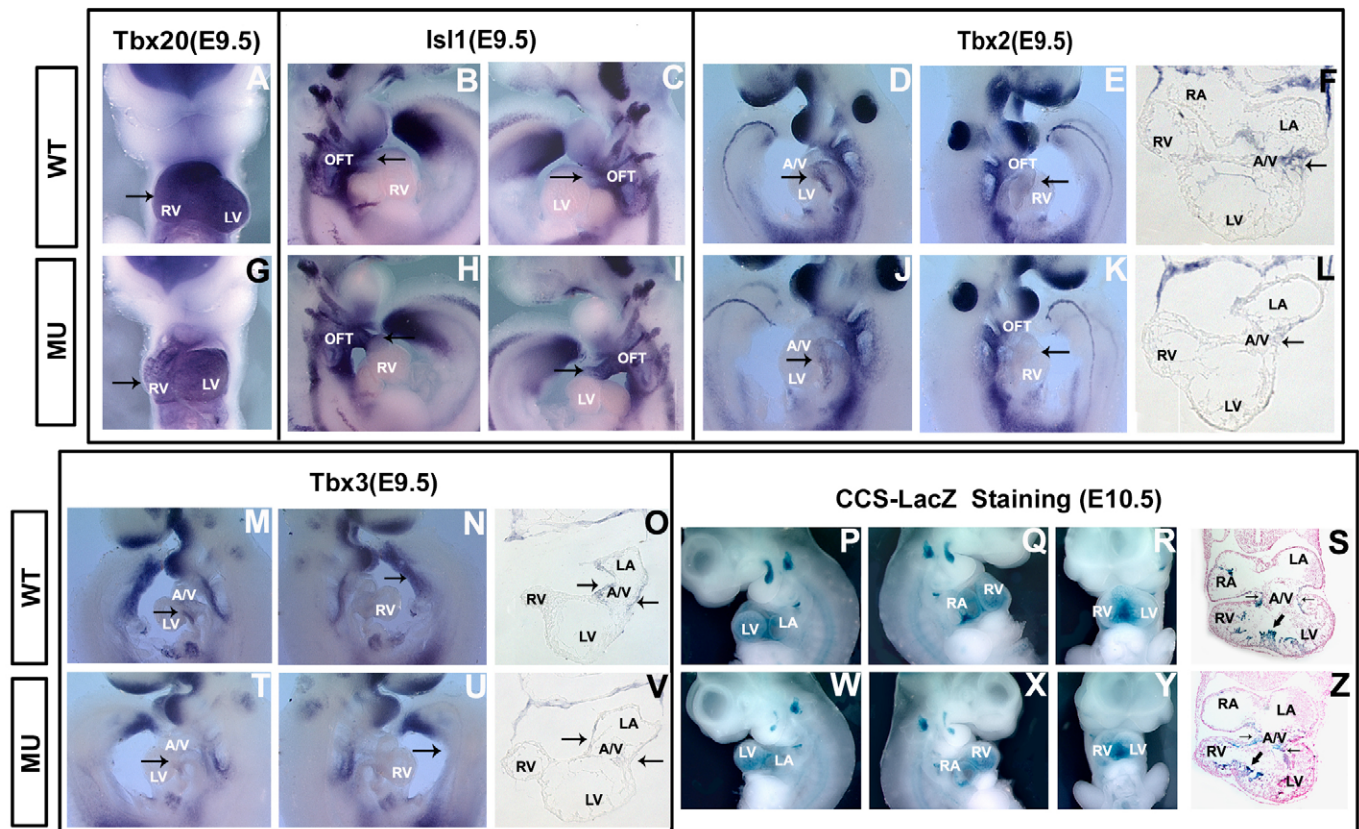 Tbx20(E9.5) Isl1(E9.5) Tbx2(E9.5)
WT
A B C D E F
RV LV
OFT RV
LV OFT
A/V LV
OFT RV
RA LA RV A/V LV
MU
G H I J K L
RV LV
OFT RV
OFT LV
A/V LV
OFT RV
LA RV A/V LV
Tbx3(E9.5) CCS-LacZ Staining (E10.5)
WT
M N O P Q R S
A/V LV
RV
LA RV A/V LV
LV LA
RV RA
RV LV
RA LA A/V RV LV
MU
T U V W X Y Z
A/V LV
RV
LA A/V RV LV
LV LA
RV RA
RV LV
RA LA A/V RV LV